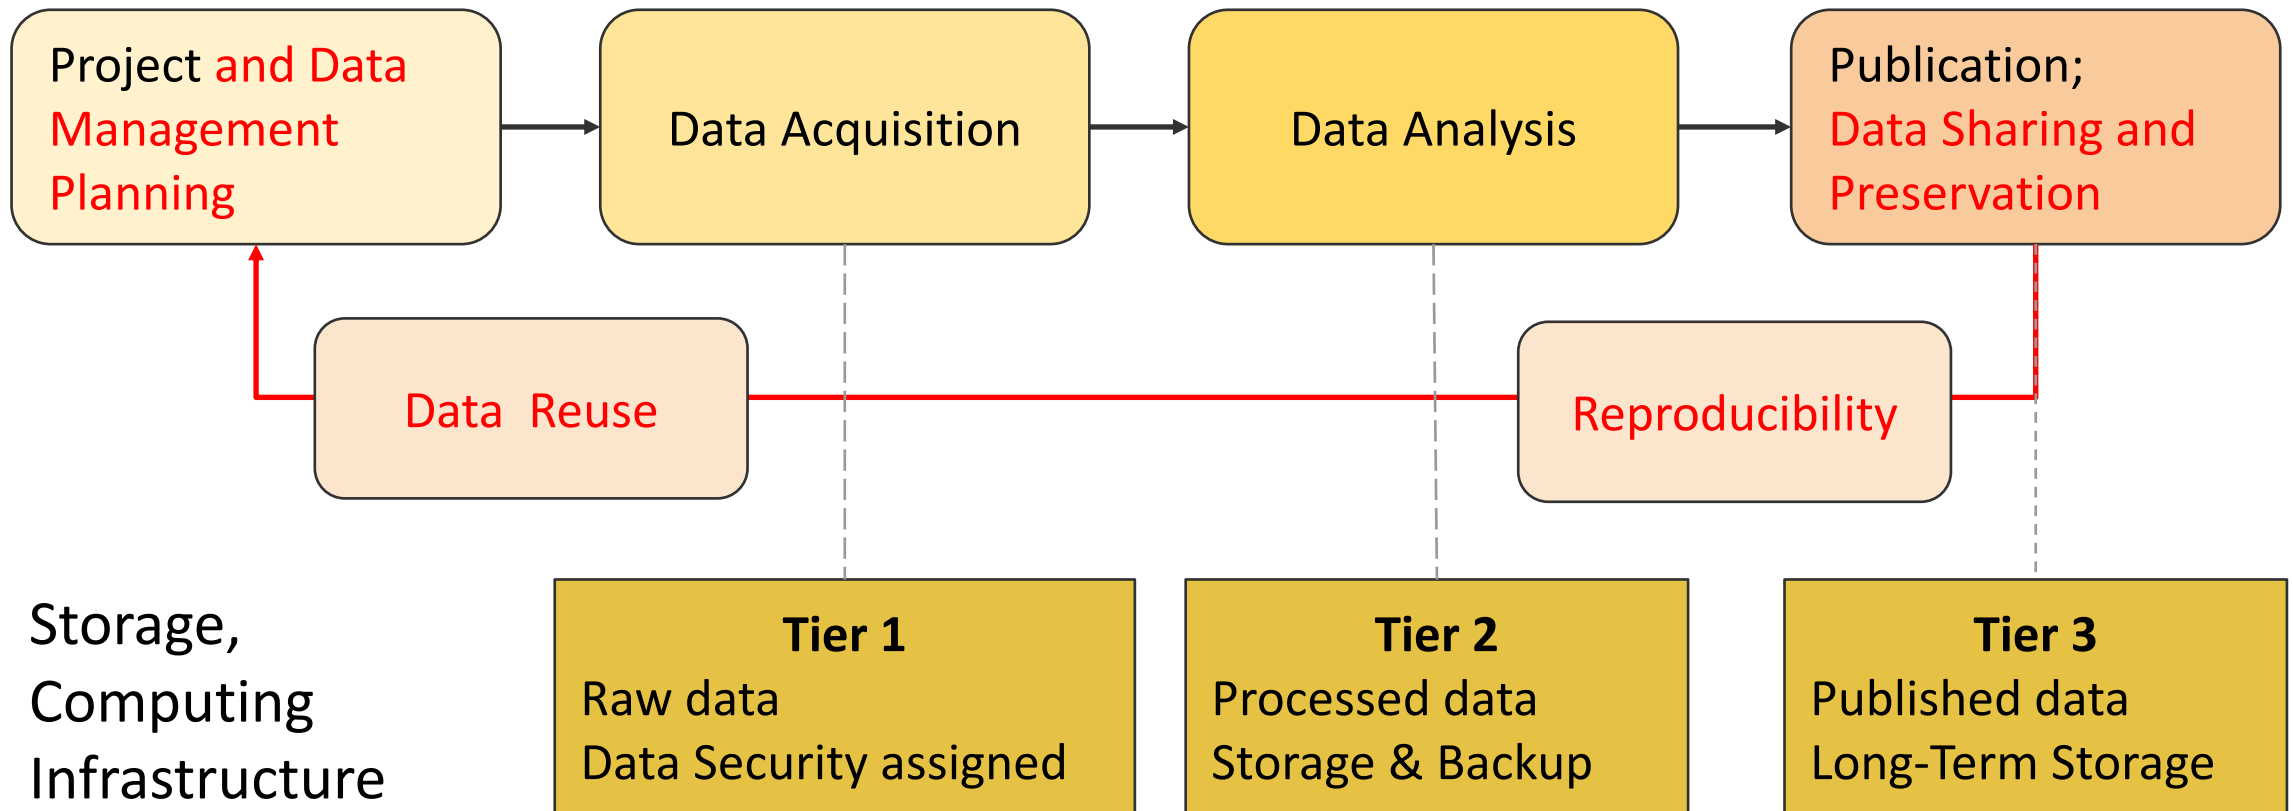 Project and Data
Management
Planning
Data Acquisition
Data Analysis
Publication;
Data Sharing and
Preservation
Data Reuse
Reproducibility
Storage,
Computing
Infrastructure
Tier 1
Raw data
Data Security assigned
Tier 2
Processed data
Storage & Backup
Tier 3
Published data
Long-Term Storage